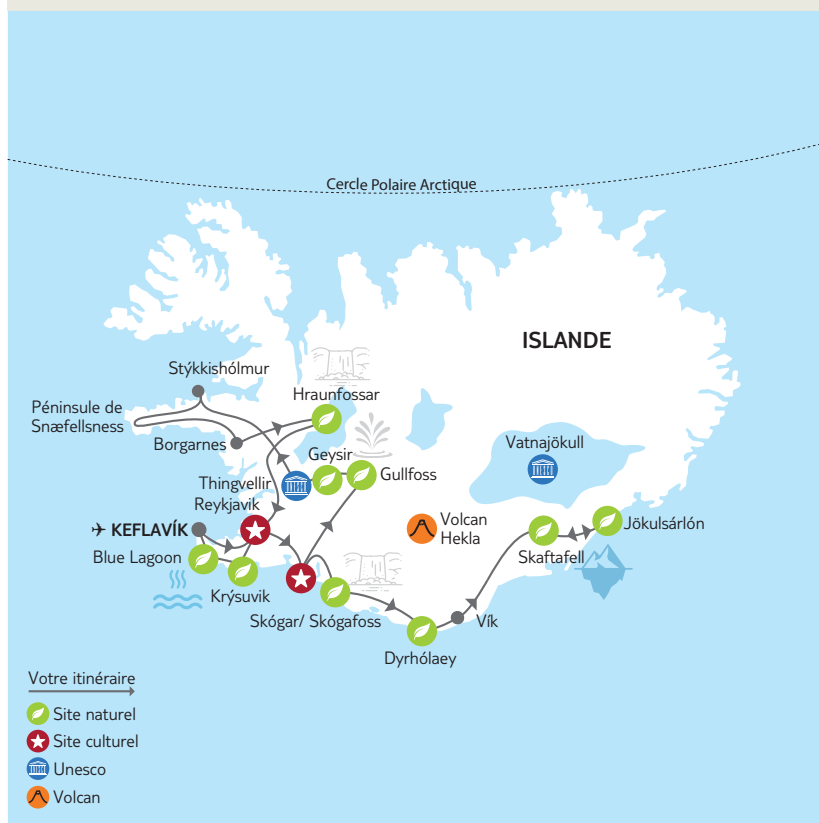 Cercle Polaire Arctique
ISLANDE
Stýkkishólmur
Hraunfossar
Péninsule de
Snæfellsness
Borgarnes
Geysir
Vatnajökull
Gullfoss
Thingvellir
Reykjavik
KEFLAVÍK
Volcan
Hekla
Jökulsárlón
Blue Lagoon
Skaftafell
Krýsuvik
Skógar/ Skógafoss
Vík
Dyrhólaey
Votre itinéraire
Site naturel
Site culturel
Unesco
Volcan